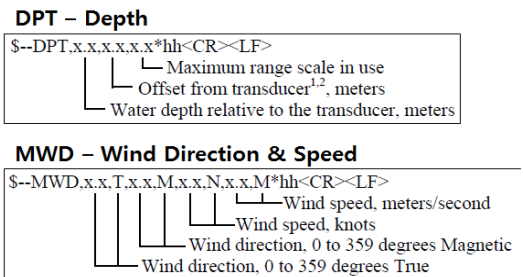 DPT – Depth
$--DPT,x.x,x.x,x.x*hh<CR><LF>
Maximum range scale in use
Offset from transducer1,2, meters
Water depth relative to the transducer, meters
MWD – Wind Direction & Speed
$--MWD,x.x,T,x.x,M,x.x,N,x.x,M*hh<CR><LF>
Wind speed, meters/second
Wind speed, knots
Wind direction, 0 to 359 degrees Magnetic
Wind direction, 0 to 359 degrees True